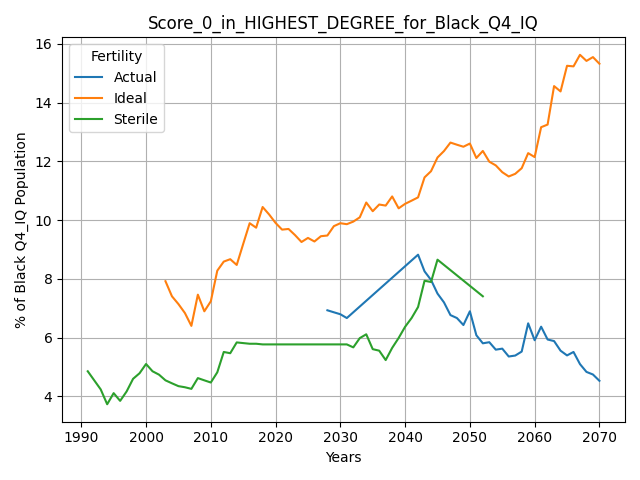 Score_0_in_HIGHEST_DEGREE_for_Black_Q4_IQ
Fertility
Actual
Ideal
Sterile
% of Black Q4_IQ Population
16
14
12
10
8
6
4
1990 2000 2010 2020 2030 2040 2050 2060 2070
Years